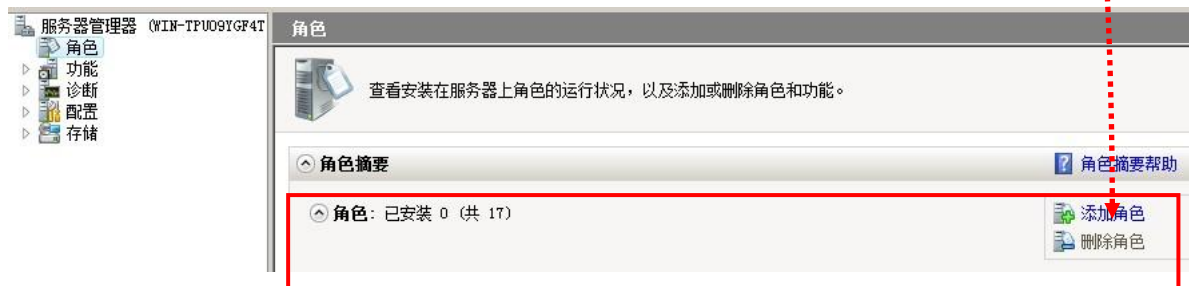 服务器管理器 (WIN-TPUO9YGF4T
角色
功能
诊断
配置
存储
角色
查看安装在服务器上角色的运行状况，以及添加或删除角色和功能。
角色摘要
角色摘要帮助
角色：已安装 0 (共 17)
添加角色
删除角色